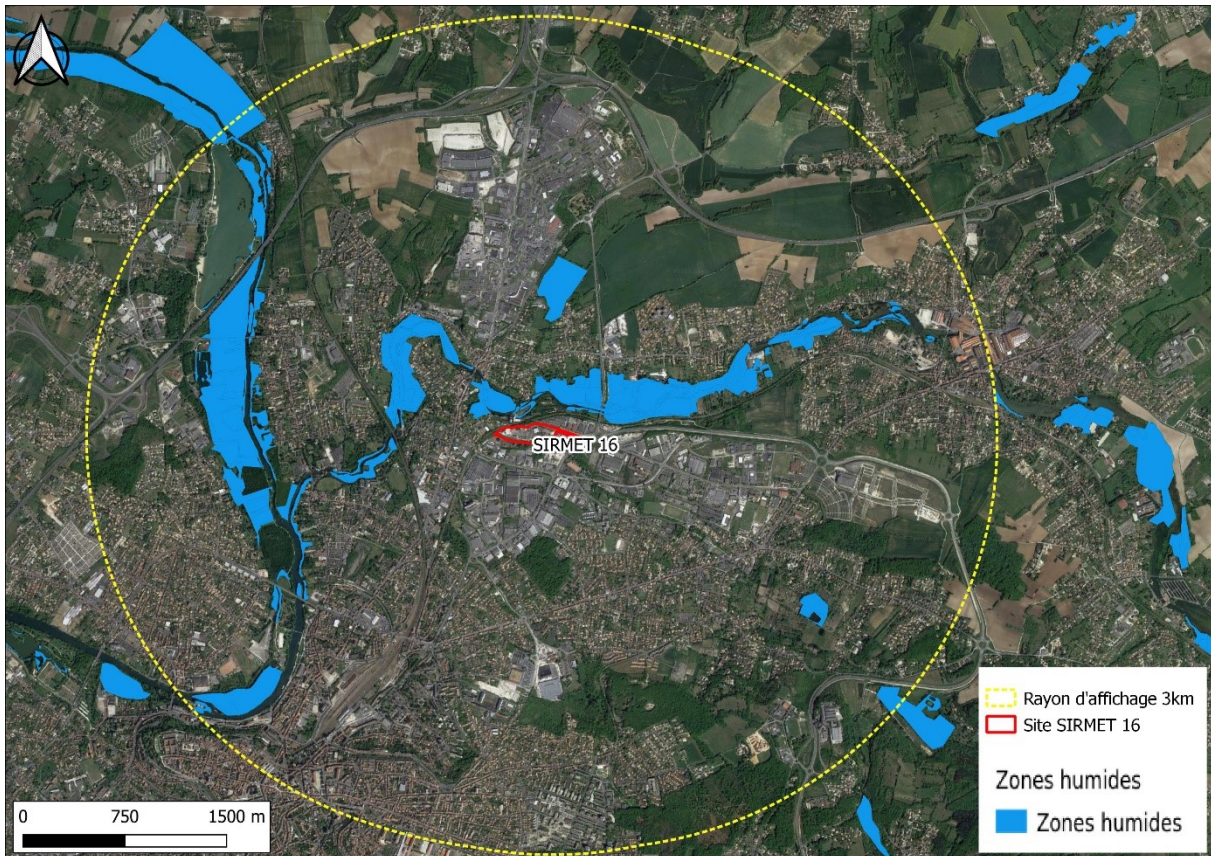 SIRMET 16
Rayon d'affichage 3km
Site SIRMET 16
Zones humides
Zones humides
0 750 1500 m